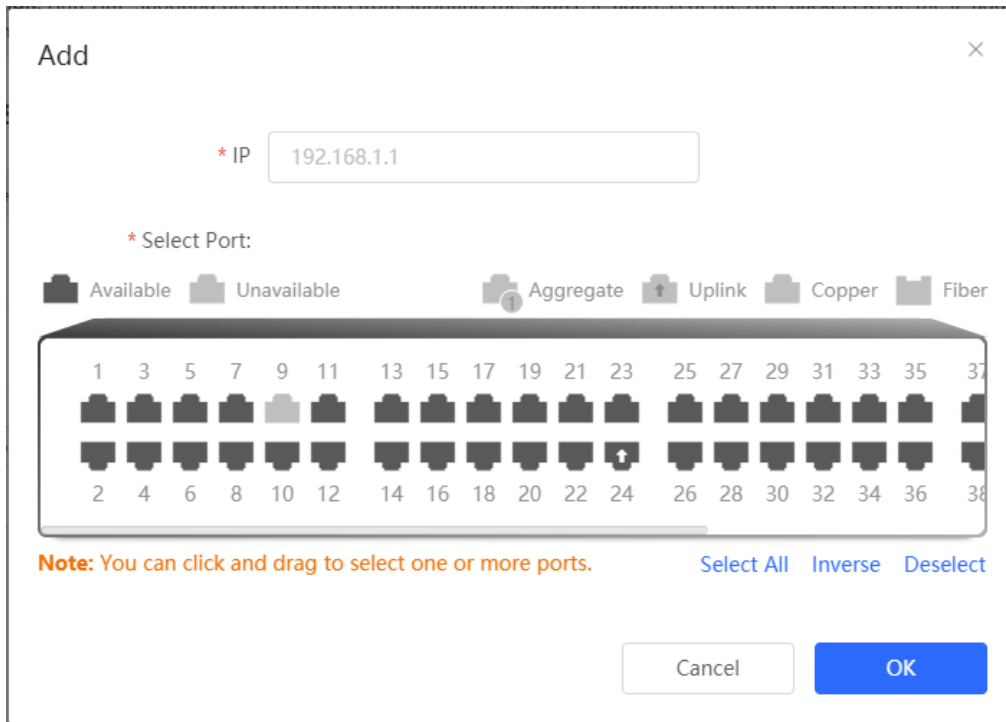 Add
* IP 192.168.1.1
* Select Port:
Available Unavailable 1 Aggregate Uplink Copper Fiber
1 3 5 7 9 11 13 15 17 19 21 23 25 27 29 31 33 35 37
2 4 6 8 10 12 14 16 18 20 22 24 26 28 30 32 34 36 38
Note: You can click and drag to select one or more ports. Select All Inverse Deselect
Cancel OK